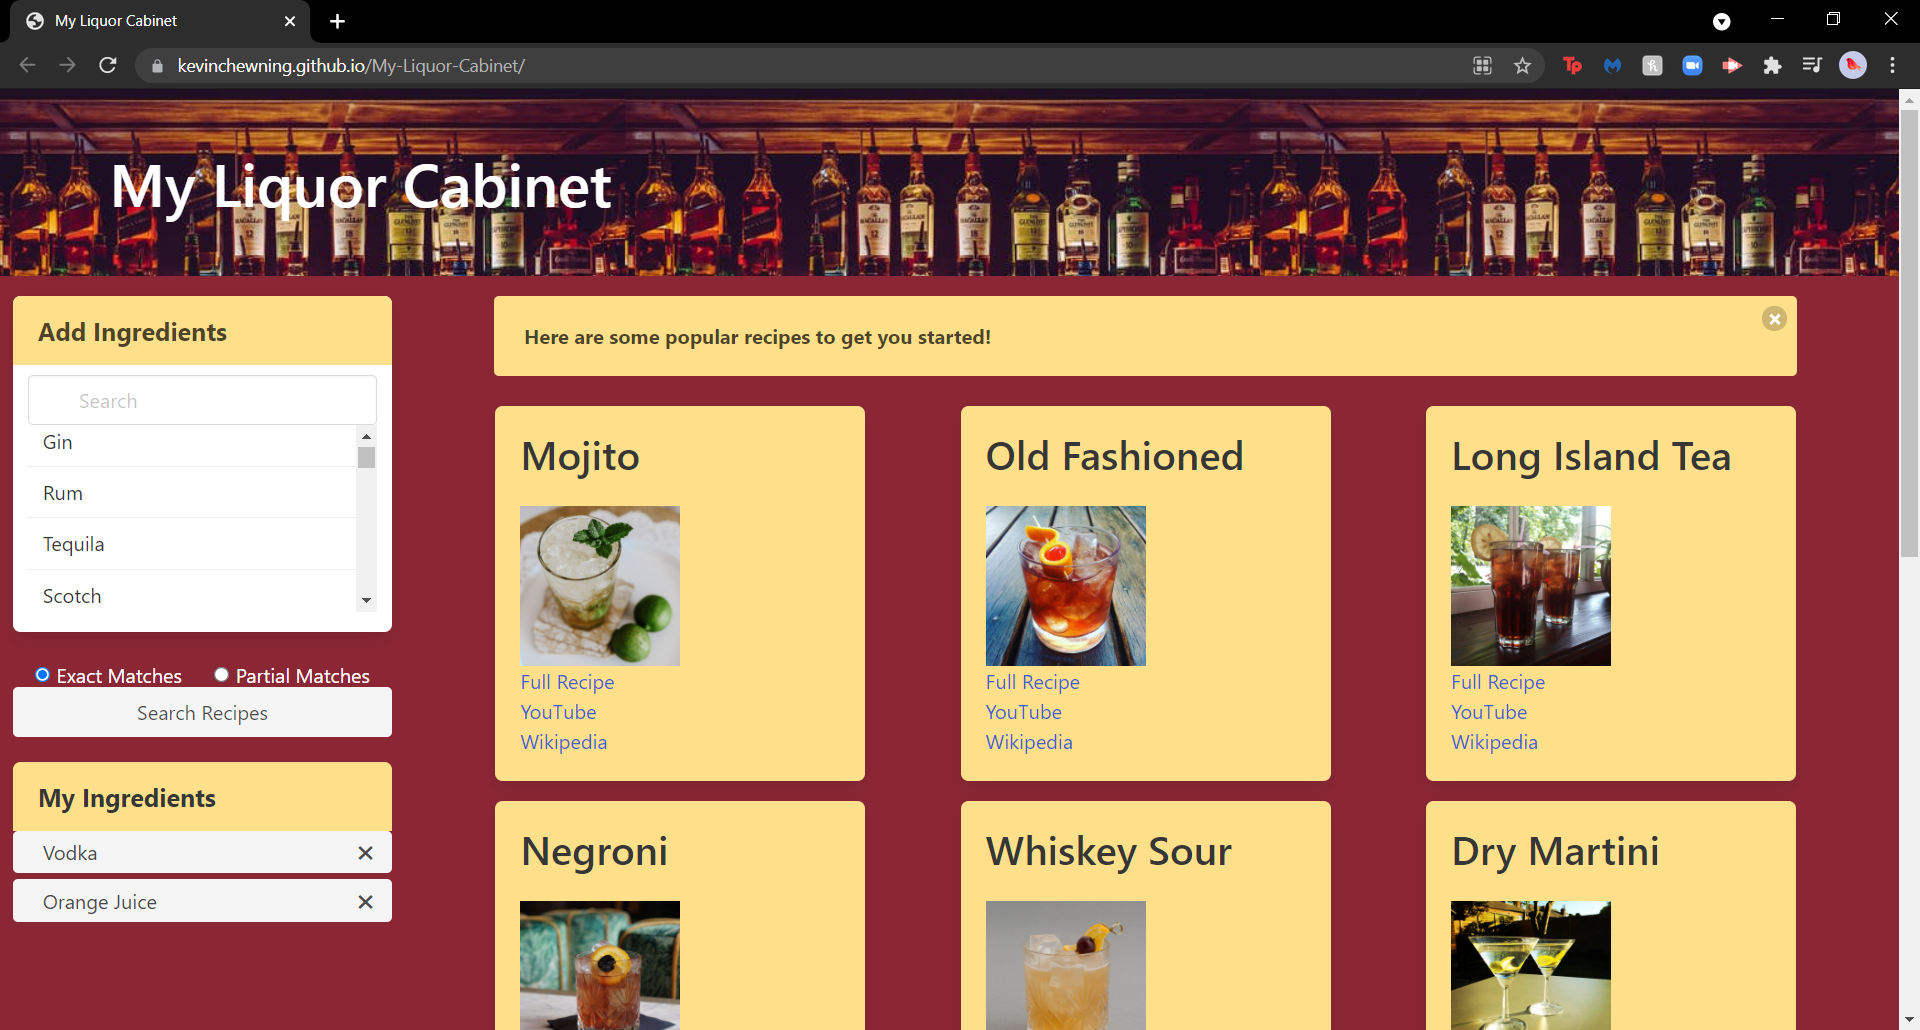 My Liquor Cabinet
kevinchewning.github.io/My-Liquor-Cabinet/
Tp
My Liquor Cabinet
Add Ingredients
Search
Gin
Rum
Tequila
Scotch
Exact Matches
Partial Matches
Search Recipes
My Ingredients
Vodka
Orange Juice
Here are some popular recipes to get you started!
Mojito
Full Recipe
YouTube
Wikipedia
Old Fashioned
Full Recipe
YouTube
Wikipedia
Long Island Tea
Full Recipe
YouTube
Wikipedia
Negroni
Whiskey Sour
Dry Martini